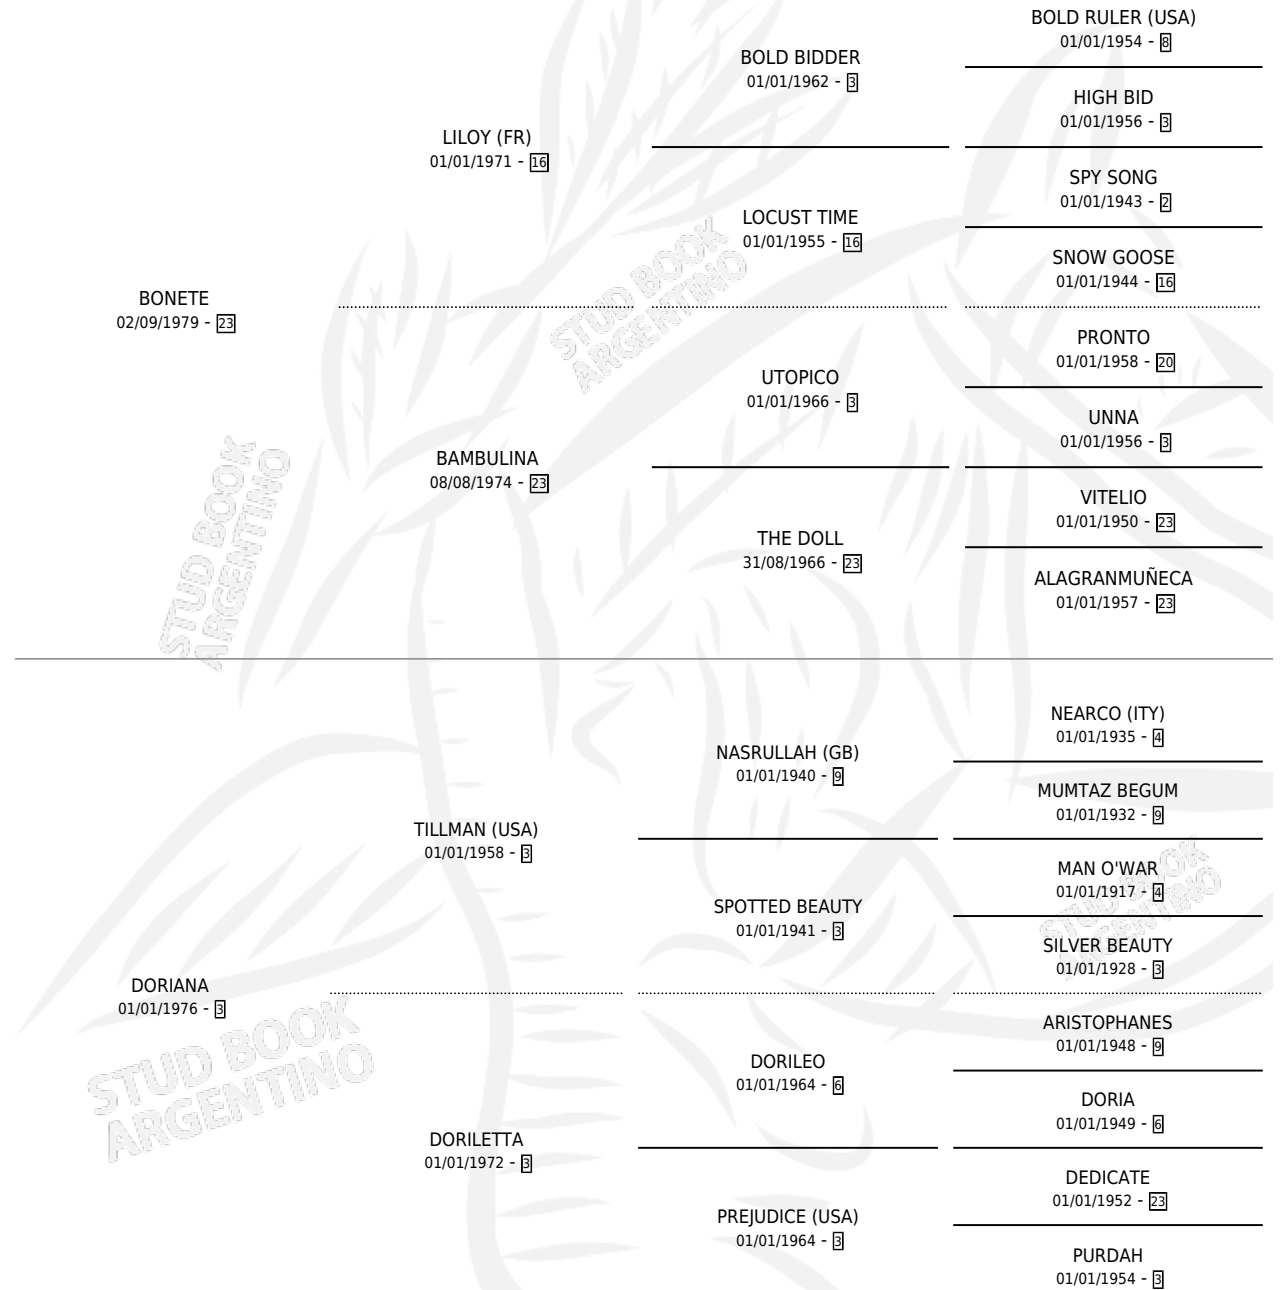 BOLD RULER (USA)
01/01/1954 - 8
BOLD BIDDER
01/01/1962 - 3
HIGH BID
01/01/1956 - 3
LILOY (FR)
01/01/1971 - 16
SPY SONG
01/01/1943 - 2
LOCUST TIME
01/01/1955 - 16
SNOW GOOSE
01/01/1944 - 16
BONETE
02/09/1979 - 23
STUD BOOK
ARGENTINO
PRONTO
01/01/1958 - 20
UTOPICO
01/01/1966 - 3
UNNA
01/01/1956 - 3
BAMBULINA
08/08/1974 - 23
VITELIO
01/01/1950 - 23
THE DOLL
31/08/1966 - 23
ALAGRANMUÑECA
01/01/1957 - 23
STUD BOOK
ARGENTINO
NEARCO (ITY)
01/01/1935 - 4
NASRULLAH (GB)
01/01/1940 - 9
MUMTAZ BEGUM
01/01/1932 - 9
TILLMAN (USA)
01/01/1958 - 3
MAN O'WAR
01/01/1917 - 4
STUD BOOK
ARGENTINO
SPOTTED BEAUTY
01/01/1941 - 3
SILVER BEAUTY
01/01/1928 - 3
DORIANA
01/01/1976 - 3
STUD BOOK
ARGENTINO
ARISTOPHANES
01/01/1948 - 9
DORILEO
01/01/1964 - 6
DORIA
01/01/1949 - 6
DORILETTA
01/01/1972 - 3
DEDICATE
01/01/1952 - 23
PREJUDICE (USA)
01/01/1964 - 3
PURDAH
01/01/1954 - 3